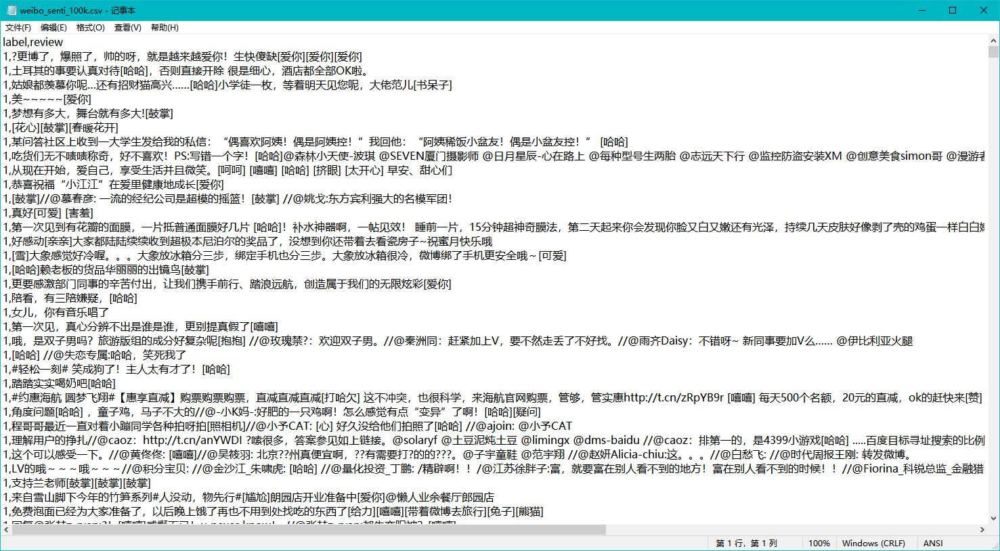 weibo_senti_100k.csv - 记事本
文件(F) 编辑(E) 格式(O) 查看(V) 帮助(H)
label,review
1,?更博了，爆照了，帅的呀，就是越来越爱你！生快傻缺[爱你][爱你][爱你]
1,土耳其的事要认真对待[哈哈]，否则直接开除 很是细心，酒店都全部OK啦。
1,姑娘都羡慕你呢…还有招财猫高兴……[哈哈]小学徒一枚，等着明天见您呢，大佬范儿[书呆子]
1,美~~~~~[爱你]
1,梦想有多大，舞台就有多大![鼓掌]
1,[花心][鼓掌][春暖花开]
1,某问答社区上收到一大学生发给我的私信：“偶喜欢阿姨！偶是阿姨控！”我回他：“阿姨稀饭小盆友！偶是小盆友控！” [哈哈]
1,吃货们无不啧啧称奇，好不喜欢！PS:写错一个字！[哈哈]@森林小天使-波琪 @SEVEN厦门摄影师 @日月星辰-心在路上 @每种型号生两胎 @志远天下行 @监控防盗安装XM @创意美食simon哥 @漫游者
1,从现在开始，爱自己，享受生活并且微笑。[呵呵] [嘻嘻] [哈哈] [挤眼] [太开心] 早安、甜心们
1,恭喜祝福“小江江”在爱里健康地成长[爱你]
1,[鼓掌]//@慕春彦: 一流的经纪公司是超模的摇篮！[鼓掌] //@姚戈:东方宾利强大的名模军团！
1,真好[可爱] [害羞]
1,第一次见到有花瓣的面膜，一片抵普通面膜好几片 [哈哈]！补水神器啊，一帖见效！ 睡前一片，15分钟超神奇膜法，第二天起来你会发现你脸又白又嫩还有光泽，持续几天皮肤好像剥了壳的鸡蛋一样白白嫩
1,好感动[亲亲]大家都陆陆续续收到超极本尼泊尔的奖品了，没想到你还带着去看瓷房子~祝蜜月快乐哦
1,[雪]大象感觉好冷喔。。。大象放冰箱分三步，绑定手机也分三步。大象放冰箱很冷，微博绑了手机更安全哦～[可爱]
1,[哈哈]赖老板的货品华丽丽的出镜鸟[鼓掌]
1,更要感激部门同事的辛苦付出，让我们携手前行、踏浪远航，创造属于我们的无限炫彩[爱你]
1,陪看，有三陪嫌疑，[哈哈]
1,女儿，你有音乐唱了
1,第一次见，真心分辨不出是谁是谁，更别提真假了[嘻嘻]
1,哦，是双子男吗？旅游版组的成分好复杂呢[抱抱] //@玫瑰禁?：欢迎双子男。//@秦洲同：赶紧加上V，要不然走丢了不好找。//@雨齐Daisy：不错呀~ 新同事要加V么…… @伊比利亚火腿
1,[哈哈] //@失恋专属:哈哈，笑死我了
1,#轻松一刻# 笑成狗了！主人太有才了！[哈哈]
1,踏踏实实喝奶吧[哈哈]
1,#约惠海航 圆梦飞翔#【惠享直减】购票购票购票，直减直减直减[打哈欠] 这不冲突，也很科学，来海航官网购票，管够，管实惠http://t.cn/zRpYB9r [嘻嘻] 每天500个名额，20元的直减，ok的赶快来[赞]
1,角度问题[哈哈] ，童子鸡，马子不大的//@-小K妈-:好肥的一只鸡啊！怎么感觉有点“变异”了啊！[哈哈][疑问]
1,程哥哥最近一直对着小蹦同学各种拍呀拍[照相机]//@小予CAT: [心] 好久没给他们拍照了[哈哈] //@ajoin: @小予CAT
1,理解用户的挣扎//@caoz：http://t.cn/anYWDI ?嗦很多，答案参见如上链接。@solaryf @土豆泥炖土豆 @limingx @dms-baidu //@caoz：排第一的，是4399小游戏[哈哈] .....百度目标寻址搜索的比例
1,这个可以感受一下。//@黄佟佟: [嘻嘻]//@吴筱羽: 北京??州真便宜啊，??有需要打?的的???。@子宇童鞋 @范宇翔 //@赵妍Alicia-chiu:这。。。//@白愁飞: //@时代周报王刚: 转发微博。
1,LV的哦～～～哦～～～//@积分宝贝: //@金沙江_朱啸虎: [哈哈] //@量化投资_丁鹏: /精辟啊！！/@江苏徐胖子:富，就要富在别人看不到的地方！富在别人看不到的时候！！//@Fiorina_科锐总监_金融猎
1,支持兰老师[鼓掌][鼓掌][鼓掌]
1,来自雪山脚下今年的竹笋系列#人没动，物先行#[尴尬]朗园店开业准备中[爱你]@懒人业余餐厅郎园店
1,免费泡面已经为大家准备了，以后晚上饿了再也不用到处找吃的东西了[给力][嘻嘻][带着微博去旅行][兔子][熊猫]
第 1 行，第 1 列 100% Windows (CRLF) ANSI